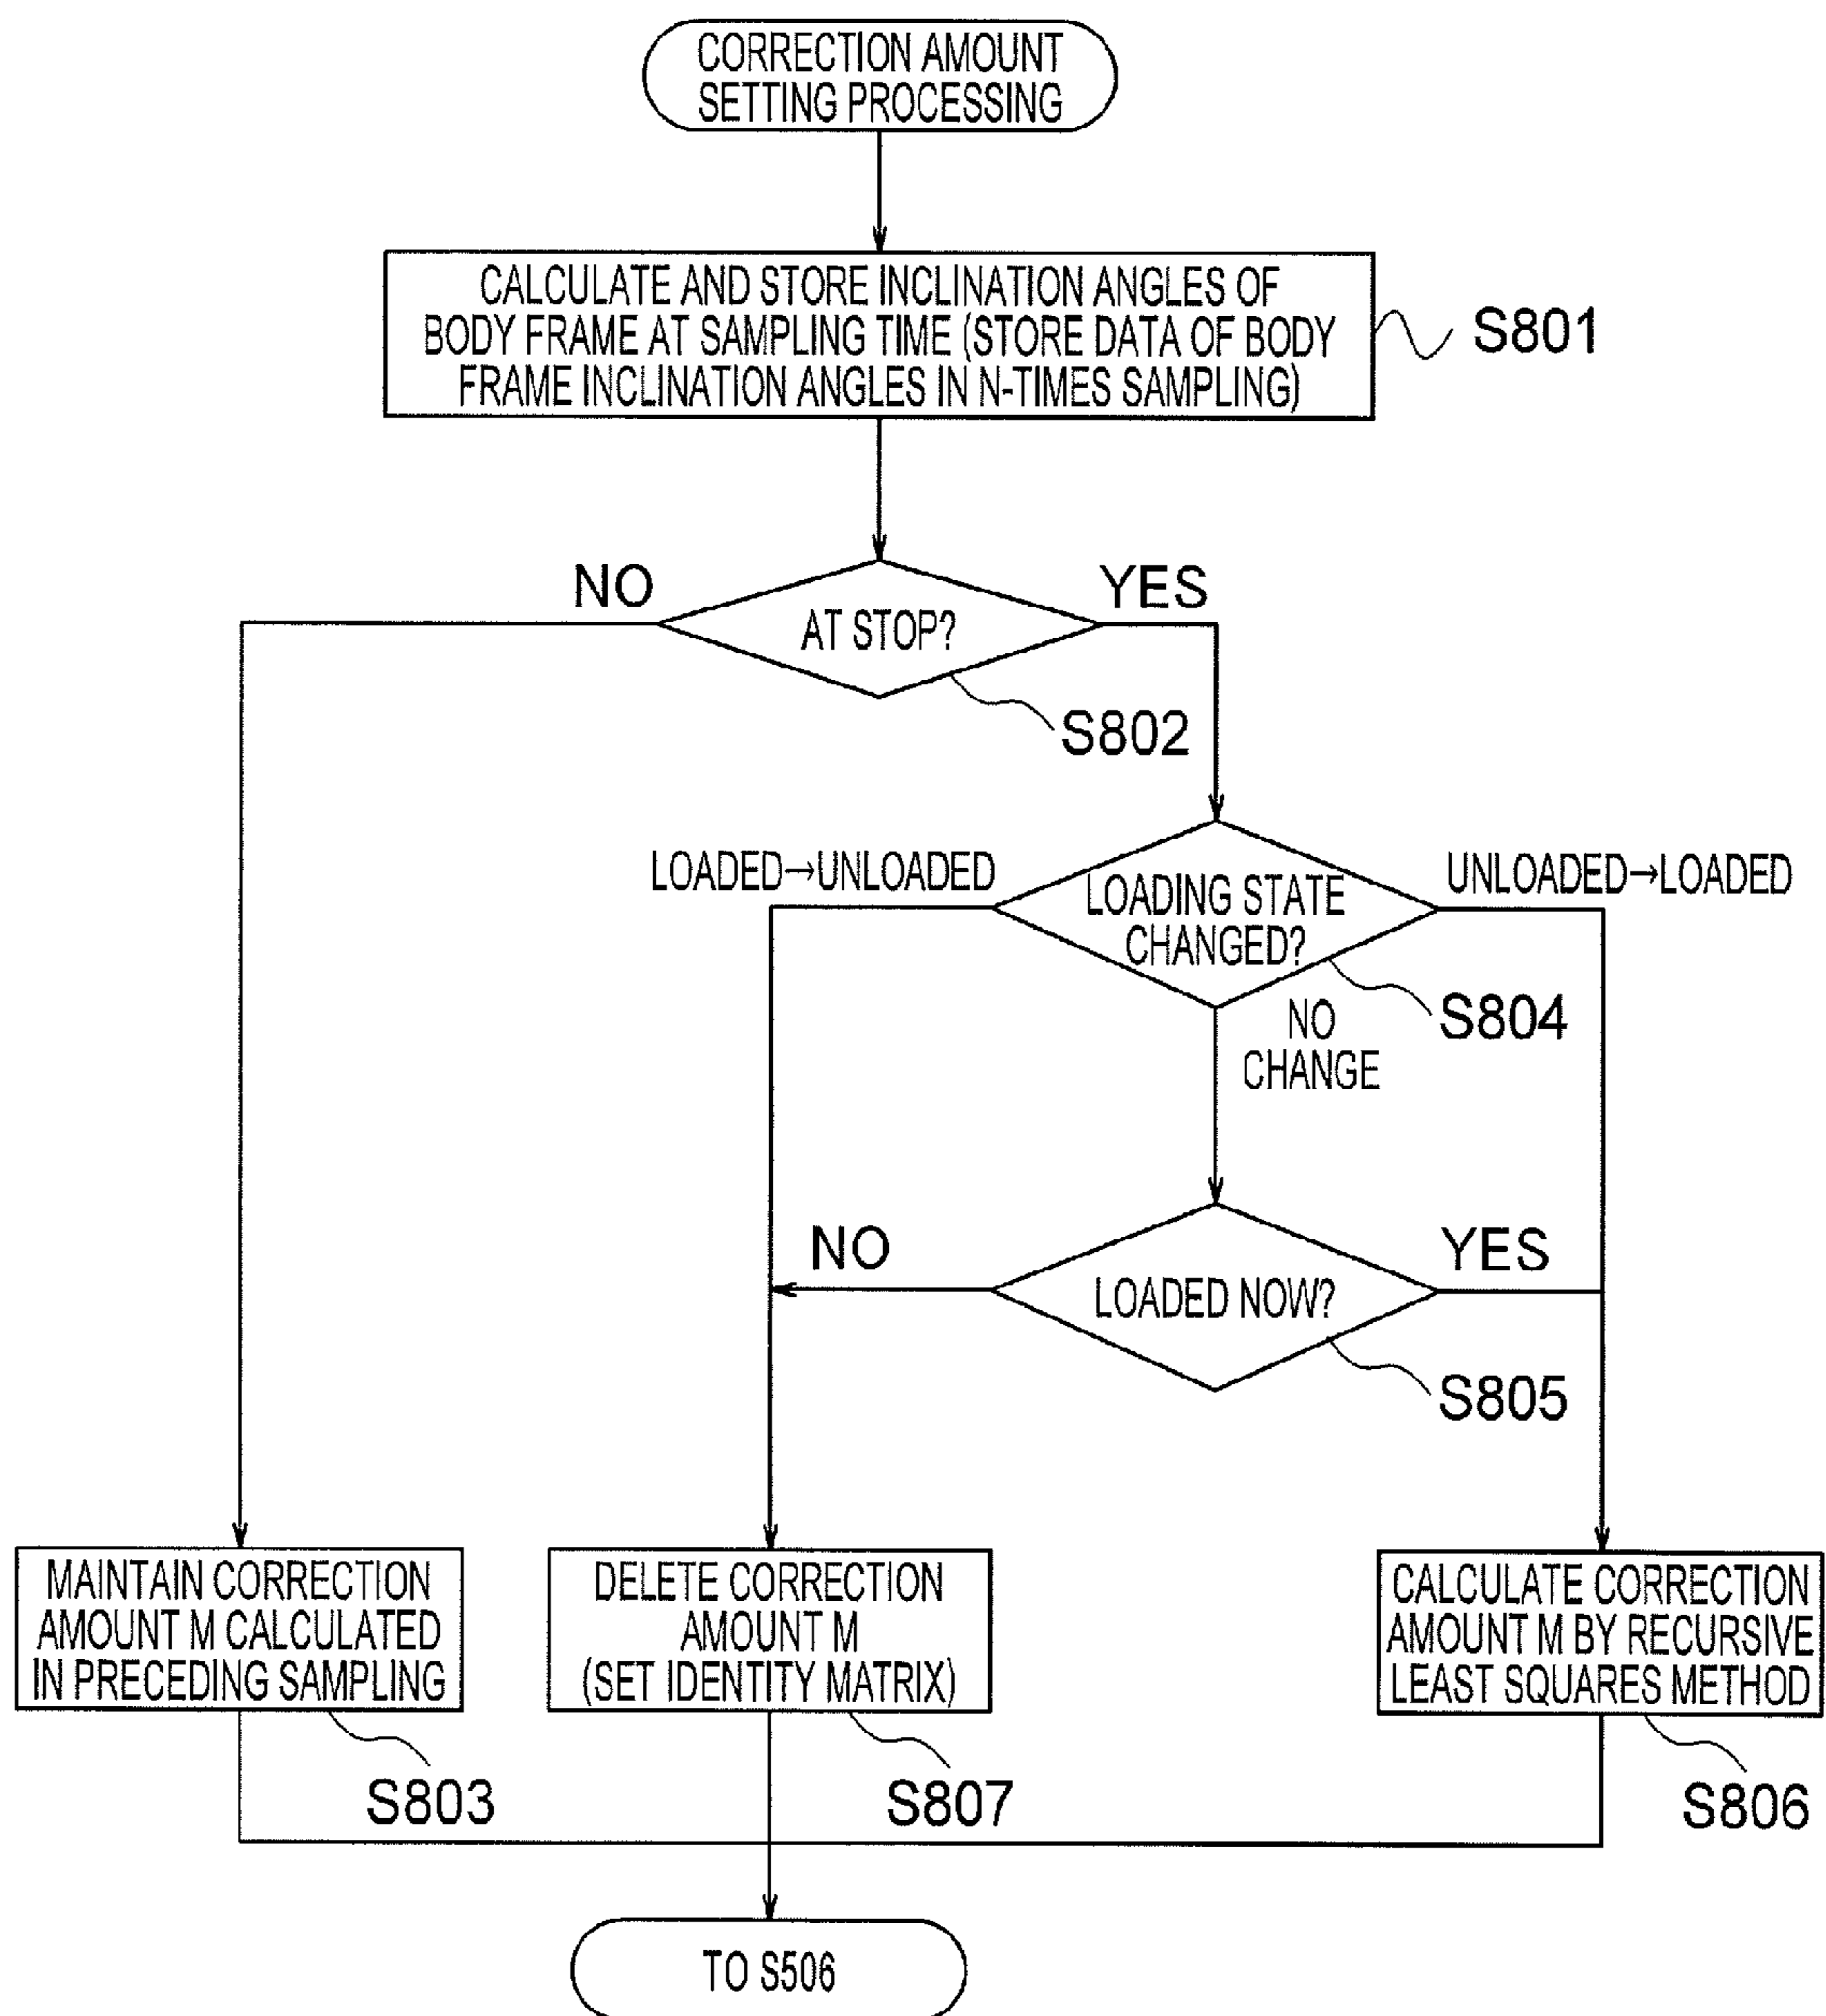 CORRECTION AMOUNT
SETTING PROCESSING
CALCULATE AND STORE INCLINATION ANGLES OF
BODY FRAME AT SAMPLING TIME (STORE DATA OF BODY
FRAME INCLINATION ANGLES IN N-TIMES SAMPLING)
S801
NO
YES
AT STOP?
S802
LOADED→UNLOADED
UNLOADED→LOADED
LOADING STATE
CHANGED?
S804
NO
CHANGE
NO
YES
LOADED NOW?
S805
MAINTAIN CORRECTION
AMOUNT M CALCULATED
IN PRECEDING SAMPLING
S803
DELETE CORRECTION
AMOUNT M
(SET IDENTITY MATRIX)
S807
CALCULATE CORRECTION
AMOUNT M BY RECURSIVE
LEAST SQUARES METHOD
S806
TO S506